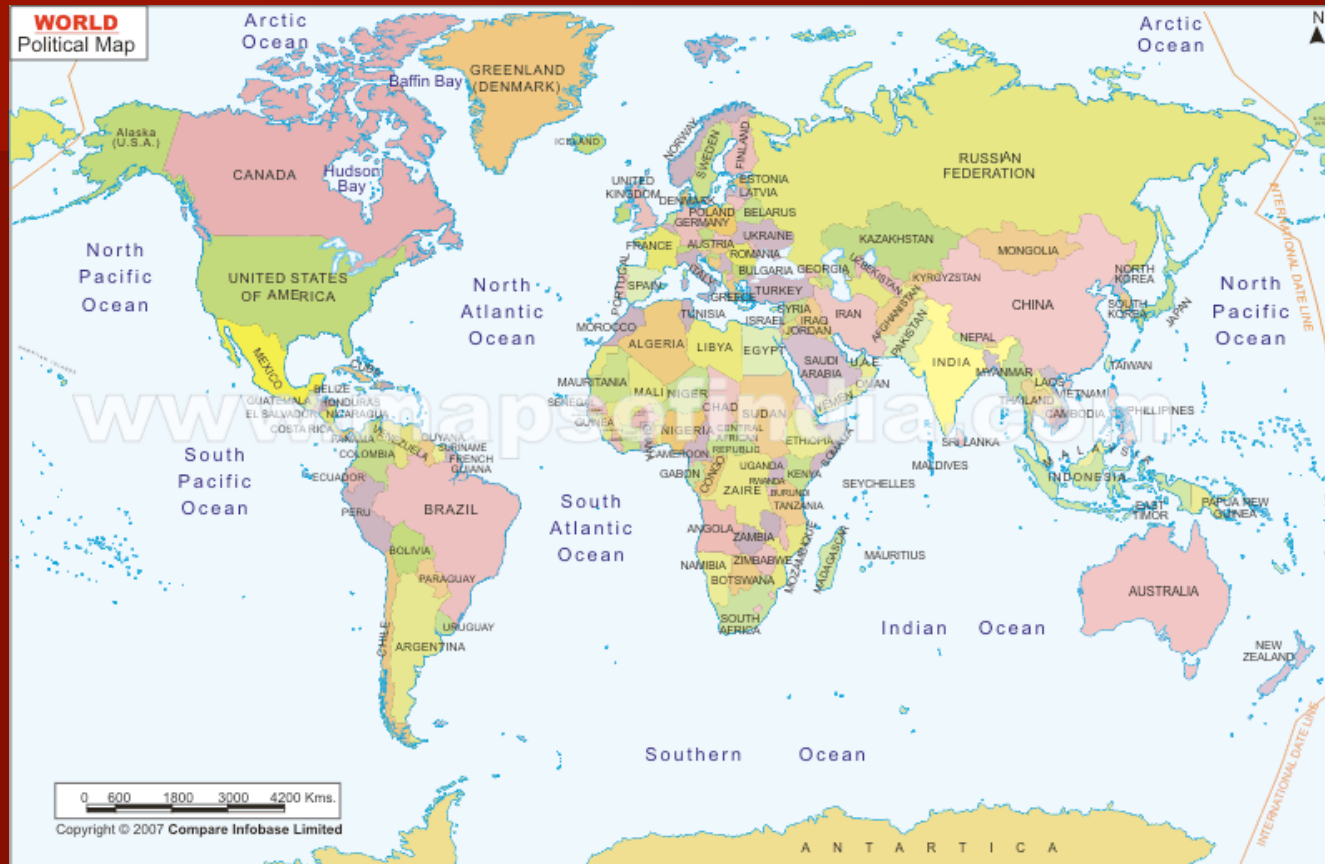 WORLD
Political Map
Arctic
Ocean
Arctic
Ocean
N
Baffin Bay
GREENLAND
(DENMARK)
Alaska
(U.S.A.)
ICELAND
NORWAY
SWEDEN
FINLAND
RUSSIAN
FEDERATION
CANADA
Hudson
Bay
UNITED
KINGDOM
ESTONIA
LATVIA
DENMARK
POLAND
BELARUS
GERMANY
INTERNATIONAL DATE LINE
North
Pacific
Ocean
UNITED STATES
OF AMERICA
North
Atlantic
Ocean
FRANCE
AUSTRIA
UKRAINE
ROMANIA
KAZAKHSTAN
MONGOLIA
PORTUGAL
SPAIN
ITALY
BULGARIA
GEORGIA
UZBEKISTAN
KYRGYZSTAN
NORTH
KOREA
North
Pacific
Ocean
GREECE
TURKEY
CHINA
SOUTH
KOREA
JAPAN
MOROCCO
TUNISIA
ISRAEL
SYRIA
IRAQ
JORDAN
IRAN
AFGHANISTAN
PAKISTAN
NEPAL
MEXICO
CUBA
ALGERIA
LIBYA
EGYPT
SAUDI
ARABIA
U.A.E.
OMAN
INDIA
MYANMAR
TAIWAN
HAWAIIAN ISLANDS
BELIZE
GUATEMALA
HONDURAS
EL SALVADOR
NICARAGUA
COSTA RICA
PANAMA
MAURITANIA
MALI
NIGER
CHAD
SUDAN
YEMEN
LAOS
THAILAND
VIETNAM
CAMBODIA
PHILLIPINES
www.mapsofindia.com
SENEGAL
GUINEA
NIGERIA
CENTRAL
AFRICAN
REPUBLIC
ETHIOPIA
SOMALIA
SRI LANKA
MALDIVES
MALAYSIA
VENEZUELA
GUYANA
SURINAME
FRENCH
GUIANA
COLOMBIA
ECUADOR
CAMEROON
GABON
CONGO
UGANDA
KENYA
RWANDA
BURUNDI
ZAIRE
TANZANIA
SEYCHELLES
INDONESIA
EAST
TIMOR
PAPUA NEW
GUINEA
South
Pacific
Ocean
PERU
BRAZIL
South
Atlantic
Ocean
ANGOLA
ZAMBIA
MOZAMBIQUE
MADAGASCAR
MAURITIUS
BOLIVIA
PARAGUAY
NAMIBIA
ZIMBABWE
BOTSWANA
AUSTRALIA
CHILE
URUGUAY
ARGENTINA
SOUTH
AFRICA
Indian Ocean
NEW
ZEALAND
Southern Ocean
INTERNATIONAL DATE LINE
0 600 1800 3000 4200 Kms.
Copyright © 2007 Compare Infobase Limited
ANTARTICA